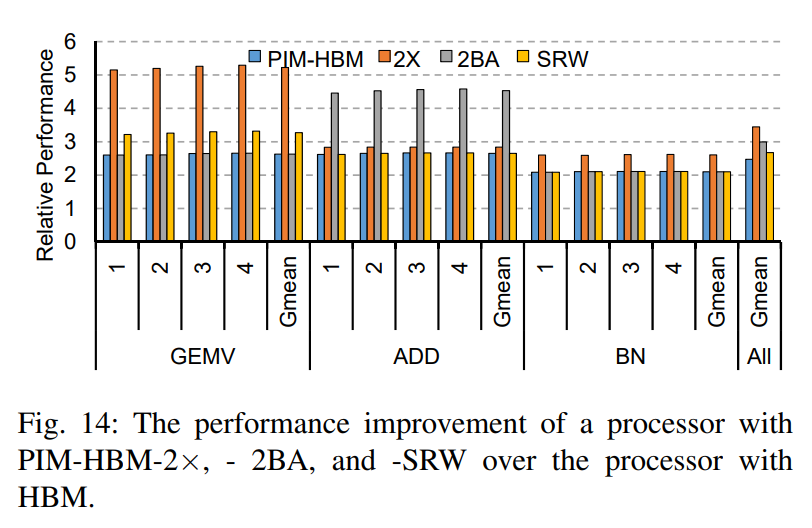 6
PIM-HBM 2X 2BA SRW
5
4
3
2
1
0
Relative Performance
1 2 3 4 Gmean 1 2 3 4 Gmean 1 2 3 4 Gmean Gmean
GEMV ADD BN All
Fig. 14: The performance improvement of a processor with
PIM-HBM-2×, - 2BA, and -SRW over the processor with
HBM.